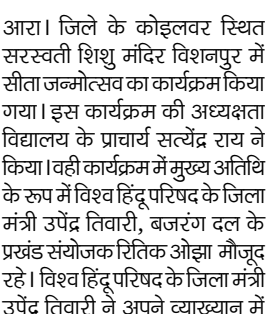 आरा। जिले के कोइलवर स्थित
सरस्वती शिशु मंदिर विशनपुर में
सीता जन्मोत्सव का कार्यक्रम किया
गया। इस कार्यक्रम की अध्यक्षता
विद्यालय के प्राचार्य सत्येंद्र राय ने
किया।वही कार्यक्रम में मुख्य अतिथि
के रूप में विश्व हिंदू परिषद के जिला
मंत्री उपेंद्र तिवारी, बजरंग दल के
प्रखंड संयोजक रितिक ओझा मौजूद
रहे। विश्व हिंदू परिषद के जिला मंत्री
उपेंद्र तिवारी ने अपने व्याख्यान में